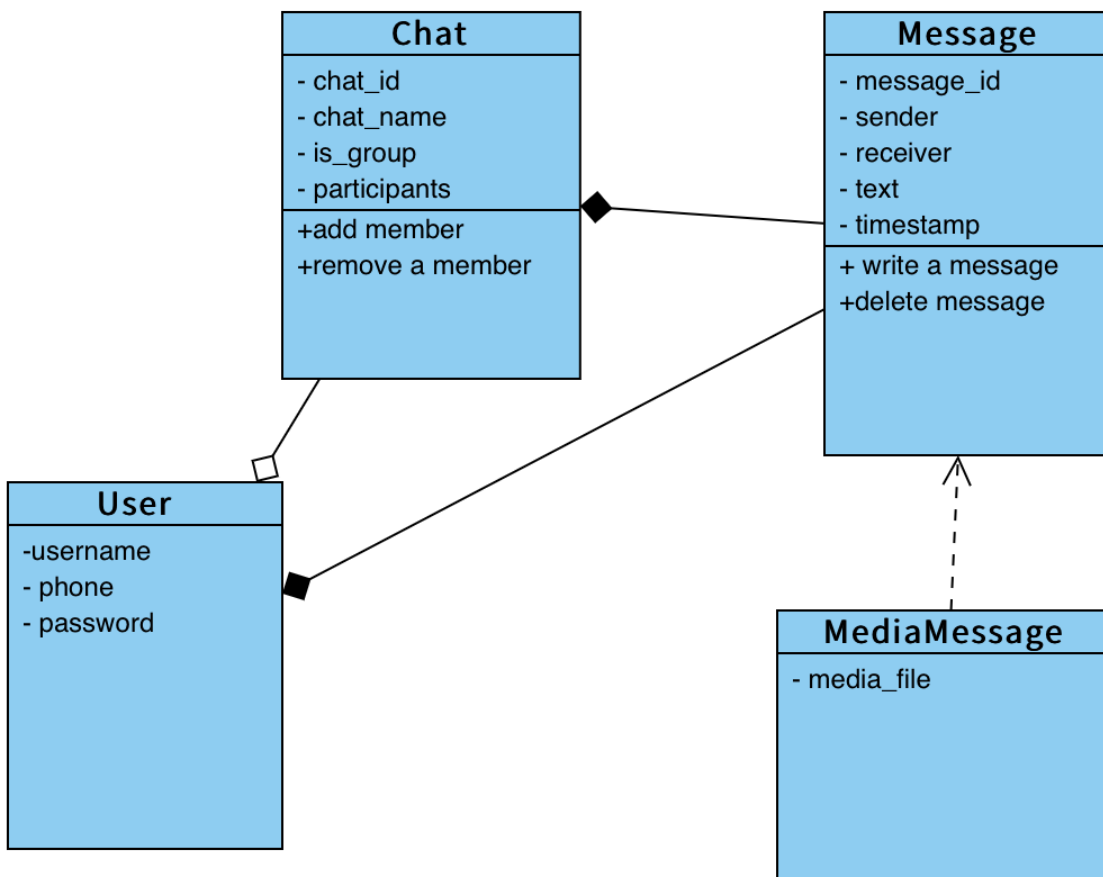 Chat
- chat_id
- chat_name
- is_group
- participants
+add member
+remove a member
Message
- message_id
- sender
- receiver
- text
- timestamp
+ write a message
+delete message
User
-username
- phone
- password
MediaMessage
- media_file